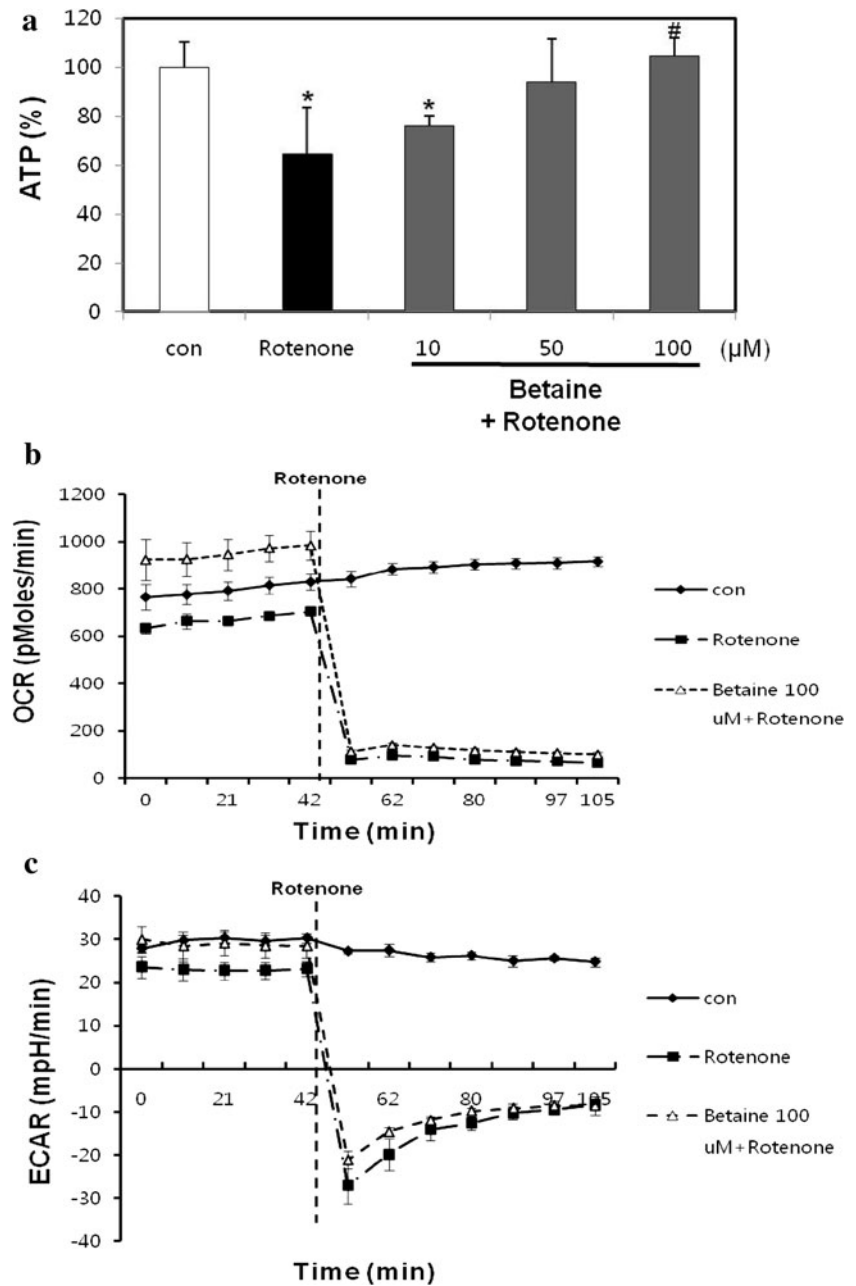 a
120
100
80
60
40
20
0
ATP (%)
*
*
#
con Rotenone 10 50 100 (µM)
Betaine
+ Rotenone
b
Rotenone
1200
1000
800
600
400
200
0
OCR (pMoles/min)
0 21 42 62 80 97 105
Time (min)
con
Rotenone
Betaine 100
uM+Rotenone
c
Rotenone
40
30
20
10
0
-10
-20
-30
-40
ECAR (mpH/min)
0 21 42 62 80 97 105
Time (min)
con
Rotenone
Betaine 100
uM+Rotenone